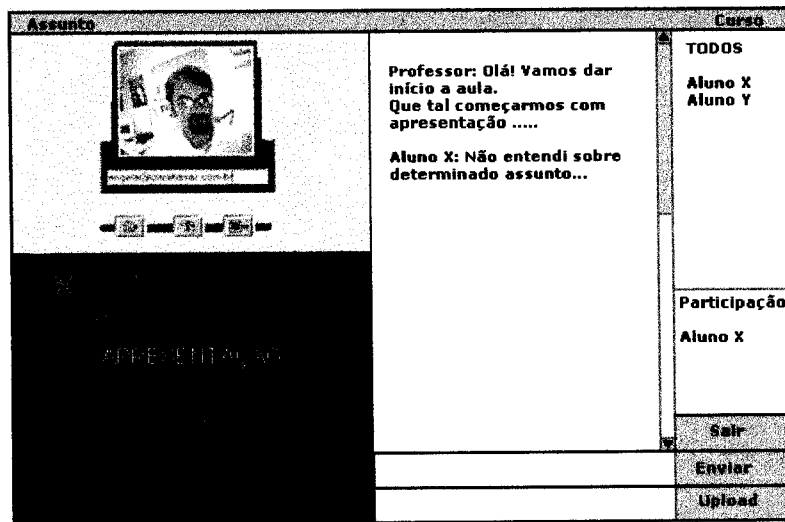 Assunto
Curso
Professor: Olá! Vamos dar
início a aula.
Que tal começarmos com
apresentação .....
Aluno X: Não entendi sobre
determinado assunto...
TODOS
Aluno X
Aluno Y
Participação
Aluno X
APRESENTAÇÃO
Sair
Enviar
Upload